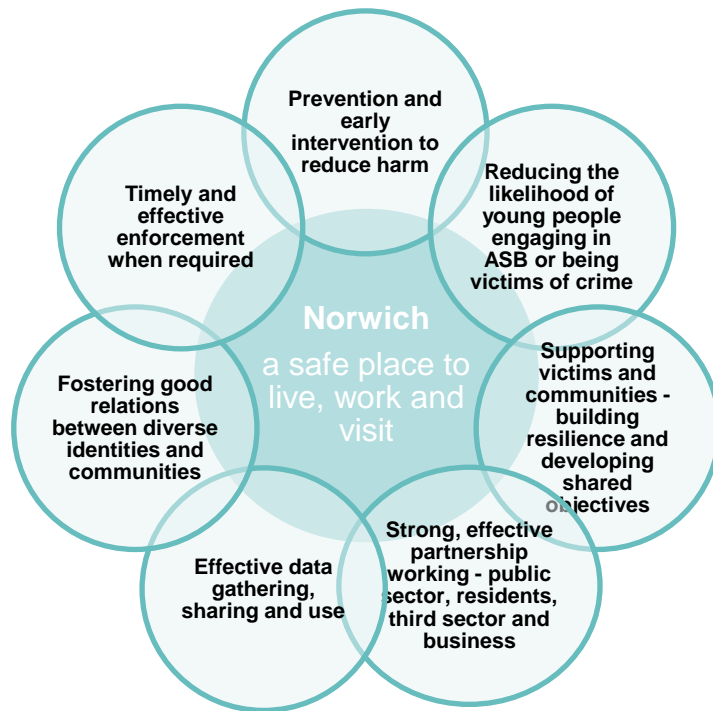 Prevention and
early
intervention to
reduce harm
Reducing the
likelihood of
young people
engaging in
ASB or being
victims of crime
Supporting
victims and
communities -
building
resilience and
developing
shared
objectives
Strong, effective
partnership
working - public
sector, residents,
third sector and
business
Effective data
gathering,
sharing and use
Fostering good
relations
between diverse
identities and
communities
Timely and
effective
enforcement
when required
Norwich
a safe place to
live, work and
visit